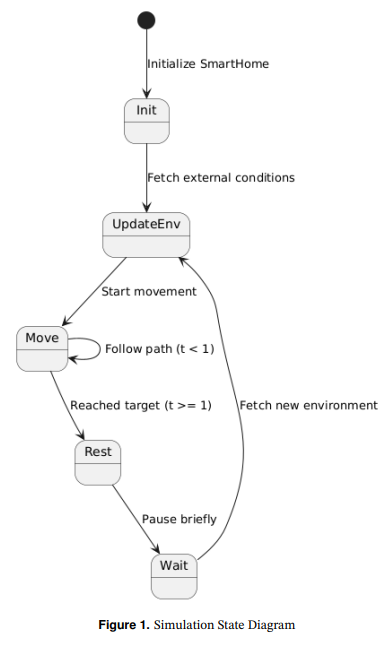 Initialize SmartHome
Init
Fetch external conditions
UpdateEnv
Start movement
Move
Follow path (t < 1)
Reached target (t >= 1)
Fetch new environment
Rest
Pause briefly
Wait
Figure 1. Simulation State Diagram